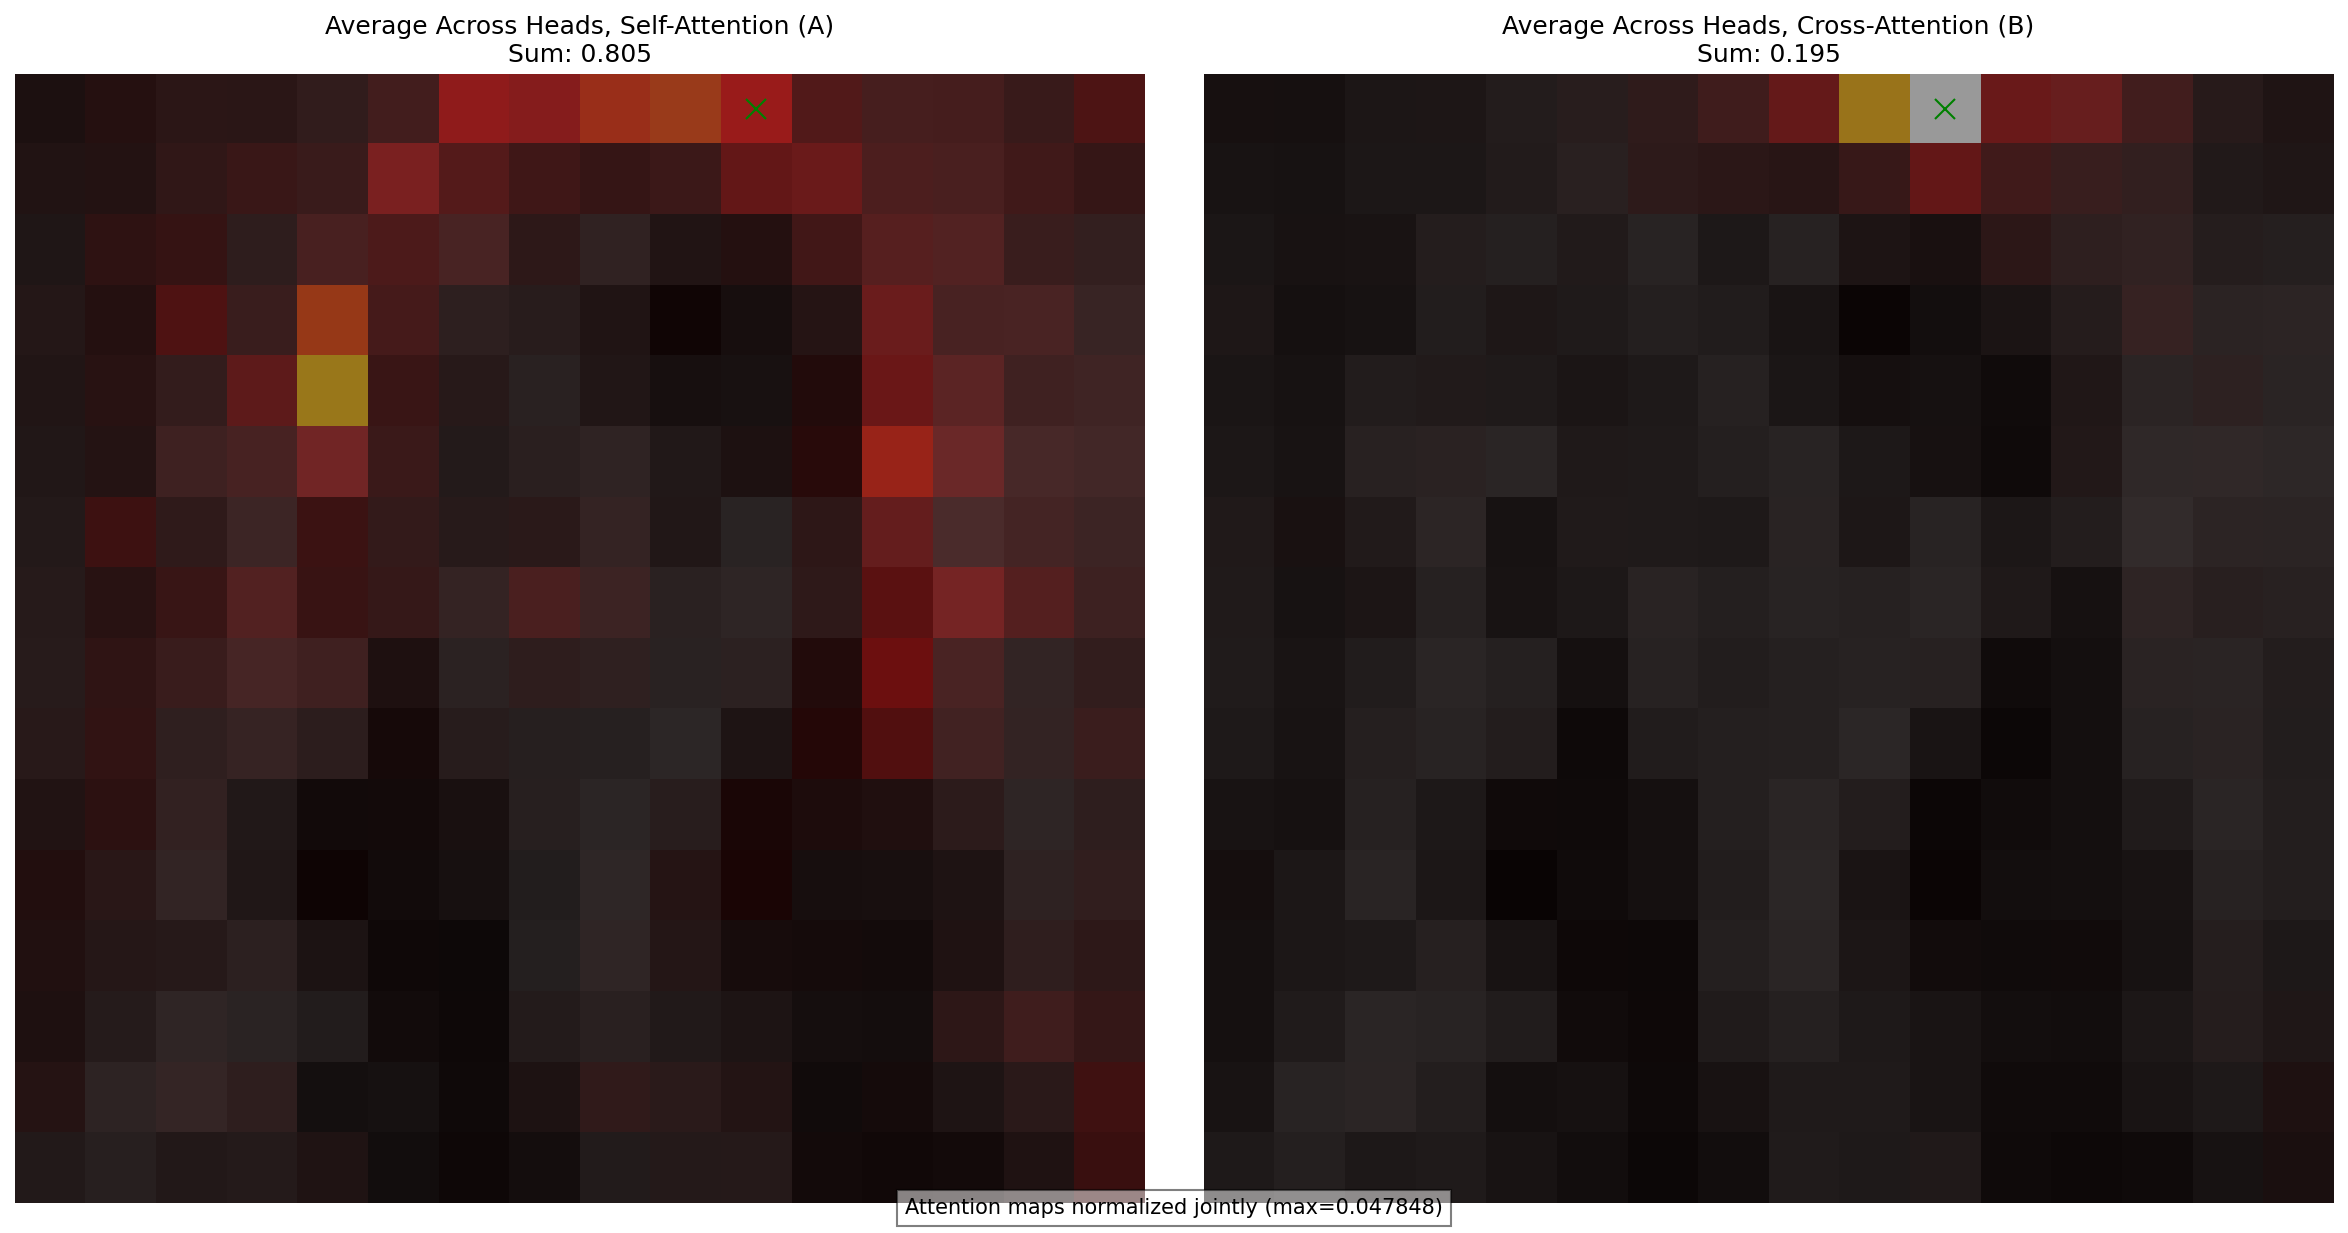 Average Across Heads, Self-Attention (A)
Sum: 0.805
Average Across Heads, Cross-Attention (B)
Sum: 0.195
Attention maps normalized jointly (max=0.047848)